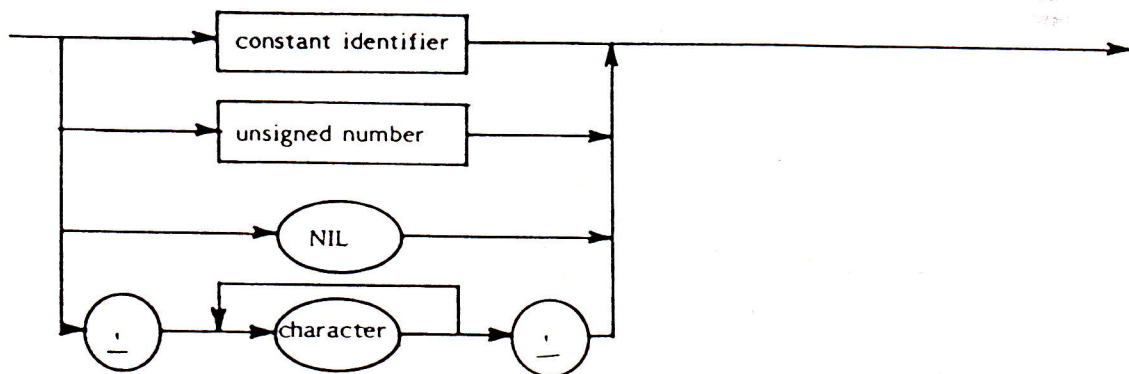 constant identifier
unsigned number
NIL
' character '